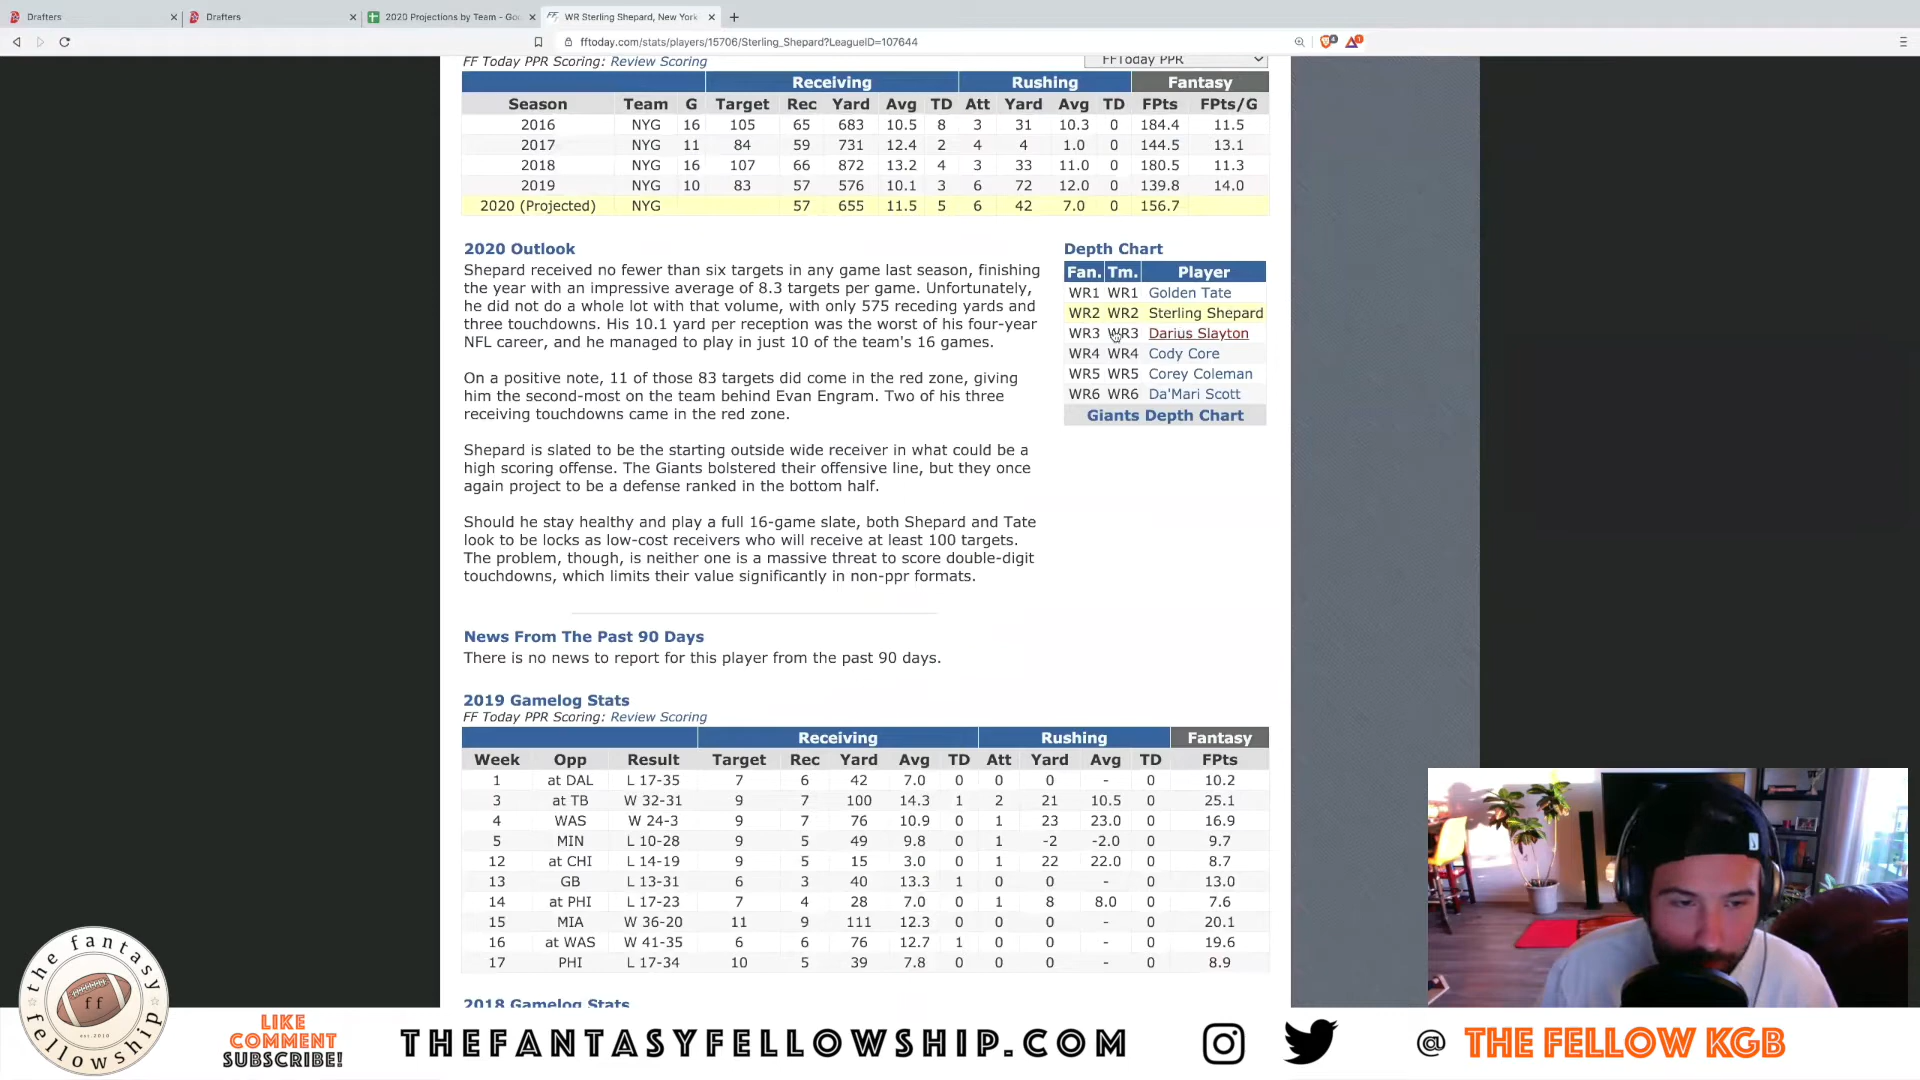 Drafters
Drafters
2020 Projections by Team - Goo
WR Sterling Shepard, New York
fftoday.com/stats/players/15706/Sterling_Shepard?LeagueID=107644
FF Today PPR Scoring: Review Scoring
FFToday PPR
Receiving Rushing Fantasy
Season Team G Target Rec Yard Avg TD Att Yard Avg TD FPts FPts/G
2016 NYG 16 105 65 683 10.5 8 3 31 10.3 0 184.4 11.5
2017 NYG 11 84 59 731 12.4 2 4 4 1.0 0 144.5 13.1
2018 NYG 16 107 66 872 13.2 4 3 33 11.0 0 180.5 11.3
2019 NYG 10 83 57 576 10.1 3 6 72 12.0 0 139.8 14.0
2020 (Projected) NYG 57 655 11.5 5 6 42 7.0 0 156.7
2020 Outlook
Shepard received no fewer than six targets in any game last season, finishing
the year with an impressive average of 8.3 targets per game. Unfortunately,
he did not do a whole lot with that volume, with only 575 receding yards and
three touchdowns. His 10.1 yard per reception was the worst of his four-year
NFL career, and he managed to play in just 10 of the team's 16 games.
On a positive note, 11 of those 83 targets did come in the red zone, giving
him the second-most on the team behind Evan Engram. Two of his three
receiving touchdowns came in the red zone.
Shepard is slated to be the starting outside wide receiver in what could be a
high scoring offense. The Giants bolstered their offensive line, but they once
again project to be a defense ranked in the bottom half.
Should he stay healthy and play a full 16-game slate, both Shepard and Tate
look to be locks as low-cost receivers who will receive at least 100 targets.
The problem, though, is neither one is a massive threat to score double-digit
touchdowns, which limits their value significantly in non-ppr formats.
Depth Chart
Fan. Tm. Player
WR1 WR1 Golden Tate
WR2 WR2 Sterling Shepard
WR3 WR3 Darius Slayton
WR4 WR4 Cody Core
WR5 WR5 Corey Coleman
WR6 WR6 Da'Mari Scott
Giants Depth Chart
News From The Past 90 Days
There is no news to report for this player from the past 90 days.
2019 Gamelog Stats
FF Today PPR Scoring: Review Scoring
Receiving Rushing Fantasy
Week Opp Result Target Rec Yard Avg TD Att Yard Avg TD FPts
1 at DAL L 17-35 7 6 42 7.0 0 0 0 - 0 10.2
3 at TB W 32-31 9 7 100 14.3 1 2 21 10.5 0 25.1
4 WAS W 24-3 9 7 76 10.9 0 1 23 23.0 0 16.9
5 MIN L 10-28 9 5 49 9.8 0 1 -2 -2.0 0 9.7
12 at CHI L 14-19 9 5 15 3.0 0 1 22 22.0 0 8.7
13 GB L 13-31 6 3 40 13.3 1 0 0 - 0 13.0
14 at PHI L 17-23 7 4 28 7.0 0 1 8 8.0 0 7.6
15 MIA W 36-20 11 9 111 12.3 0 0 0 - 0 20.1
16 at WAS W 41-35 6 6 76 12.7 1 0 0 - 0 19.6
17 PHI L 17-34 10 5 39 7.8 0 0 0 - 0 8.9
2018 Gamelog Stats
the fantasy fellowship
ff
est.2018
LIKE
COMMENT
SUBSCRIBE!
THEFANTASYFELLOWSHIP.COM
@ THE FELLOW KGB